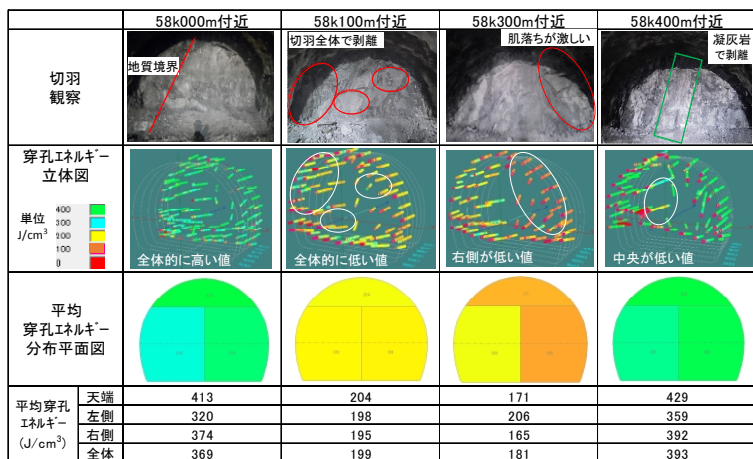 58k000m付近 58k100m付近 58k300m付近 58k400m付近
切羽
観察
地質境界
切羽全体で剥離
肌落ちが激しい
凝灰岩
で剥離
穿孔エネルギー
立体図
単位
J/cm³
400
300
200
100
0
全体的に高い値
全体的に低い値
右側が低い値
中央が低い値
平均
穿孔エネルギー
分布平面図
平均穿孔
エネルギー
(J/cm³)
天端 413 204 171 429
左側 320 198 206 359
右側 374 195 165 392
全体 369 199 181 393